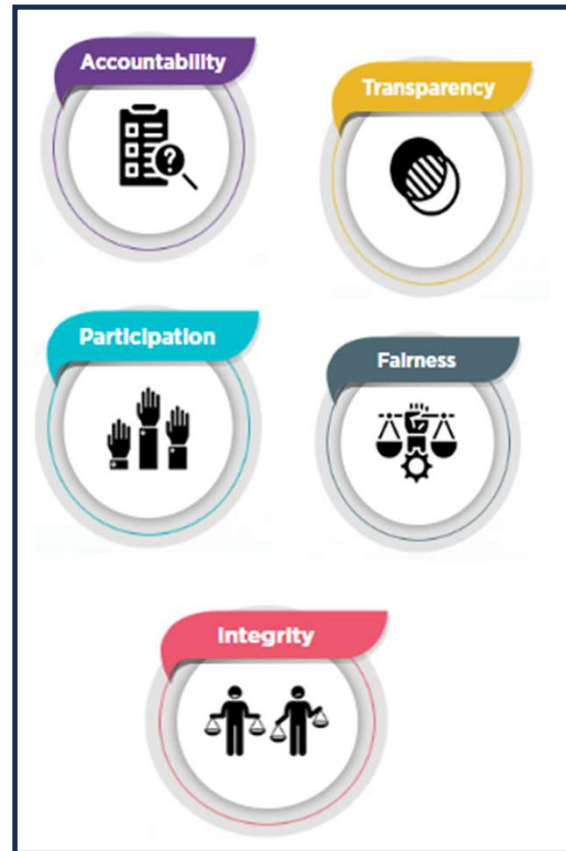 Accountability
Transparency
Participation
Fairness
Integrity